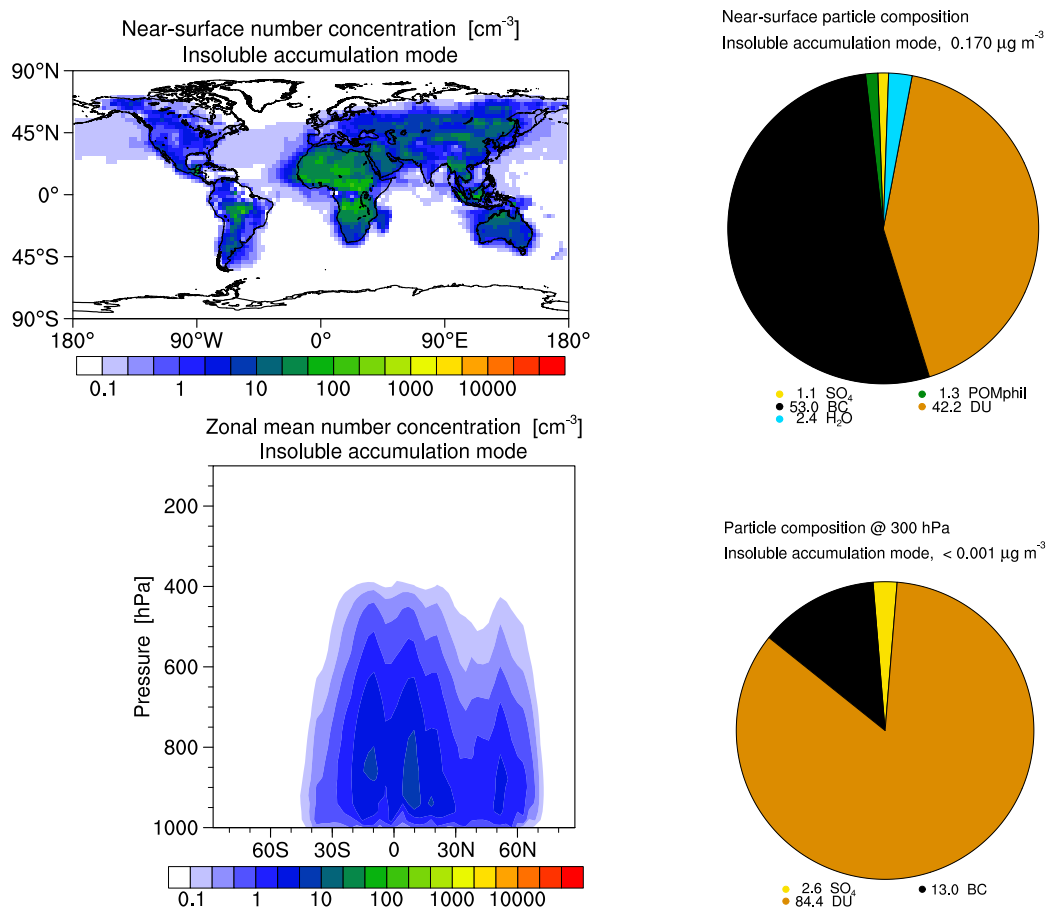 Near-surface number concentration [cm-3]
Insoluble accumulation mode
90°N
45°N
0°
45°S
90°S
180° 90°W 0° 90°E 180°
0.1 1 10 100 1000 10000
Near-surface particle composition
Insoluble accumulation mode, 0.170 μg m-3
1.1 SO4 1.3 POMphil
53.0 BC 42.2 DU
2.4 H2O
Zonal mean number concentration [cm-3]
Insoluble accumulation mode
Pressure [hPa]
200
400
600
800
1000
60S 30S 0 30N 60N
0.1 1 10 100 1000 10000
Particle composition @ 300 hPa
Insoluble accumulation mode, < 0.001 μg m-3
2.6 SO4 13.0 BC
84.4 DU